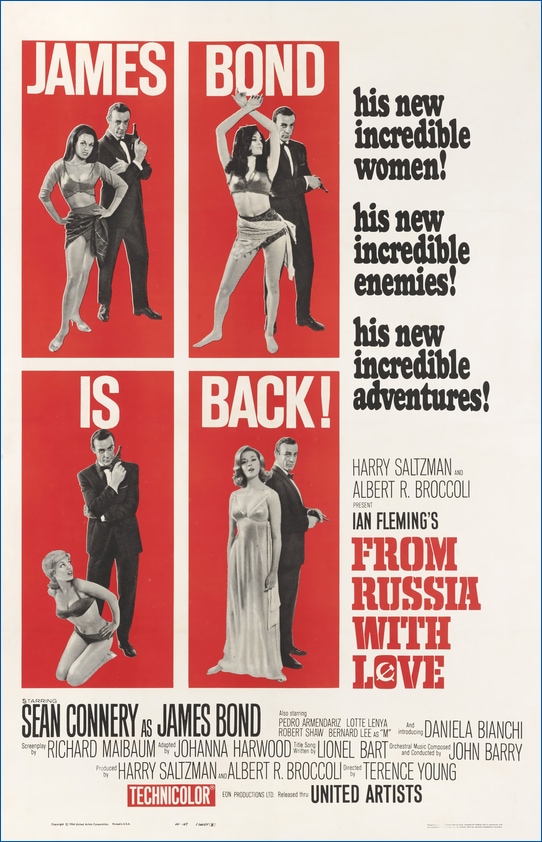 JAMES BOND
IS BACK!
his new
incredible
women!
his new
incredible
enemies!
his new
incredible
adventures!
HARRY SALTZMAN AND
ALBERT R. BROCCOLI
PRESENT
IAN FLEMING'S
FROM
RUSSIA
WITH
LOVE
STARRING
SEAN CONNERY AS JAMES BOND
Also starring
PEDRO ARMENDARIZ LOTTE LENYA
ROBERT SHAW BERNARD LEE AS "M"
And introducing DANIELA BIANCHI
Screenplay by RICHARD MAIBAUM Adapted by JOHANNA HARWOOD Title Song Written by LIONEL BART Orchestral Music Composed and Conducted by JOHN BARRY
Produced by HARRY SALTZMAN AND ALBERT R. BROCCOLI Directed by TERENCE YOUNG
TECHNICOLOR® EON PRODUCTIONS LTD. Released thru UNITED ARTISTS